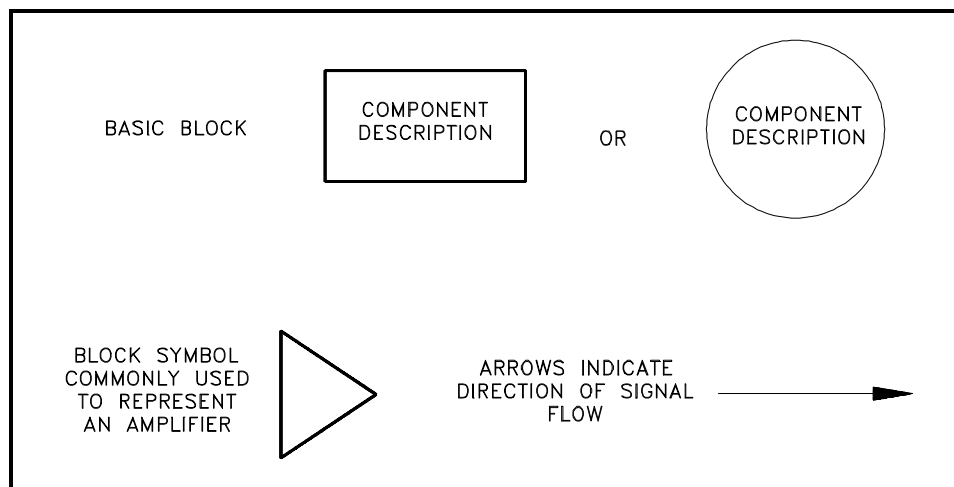 BASIC BLOCK
COMPONENT
DESCRIPTION
OR
COMPONENT
DESCRIPTION
BLOCK SYMBOL
COMMONLY USED
TO REPRESENT
AN AMPLIFIER
ARROWS INDICATE
DIRECTION OF SIGNAL
FLOW